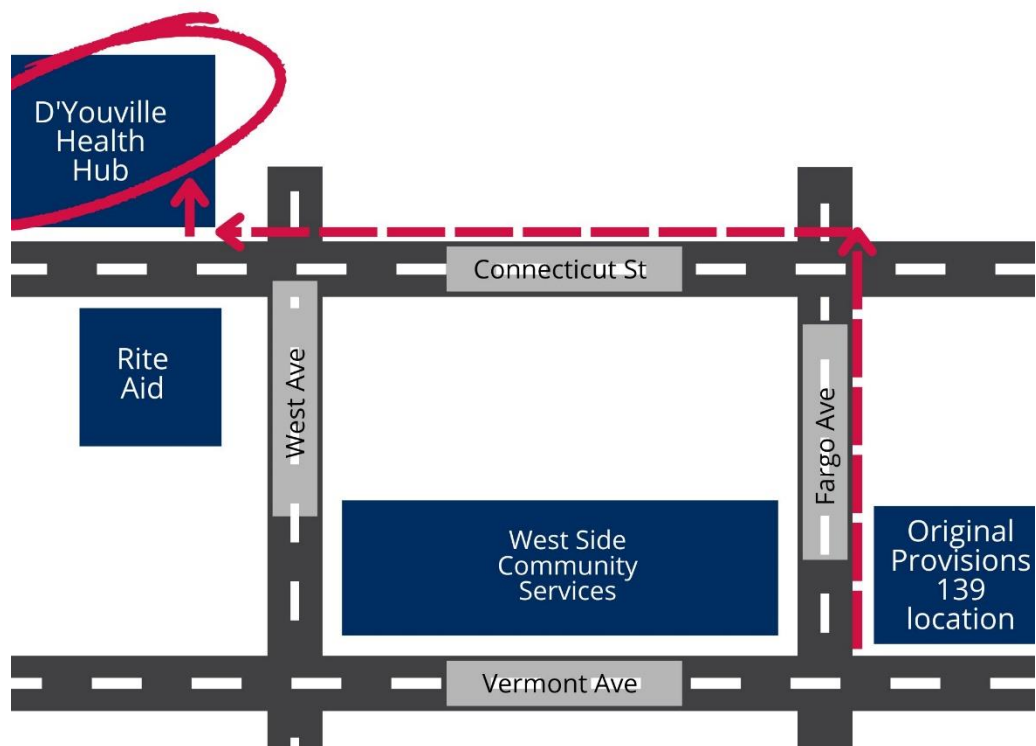 D'Youville
Health
Hub
Connecticut St
Rite
Aid
West Ave
Fargo Ave
West Side
Community
Services
Original
Provisions
139
location
Vermont Ave